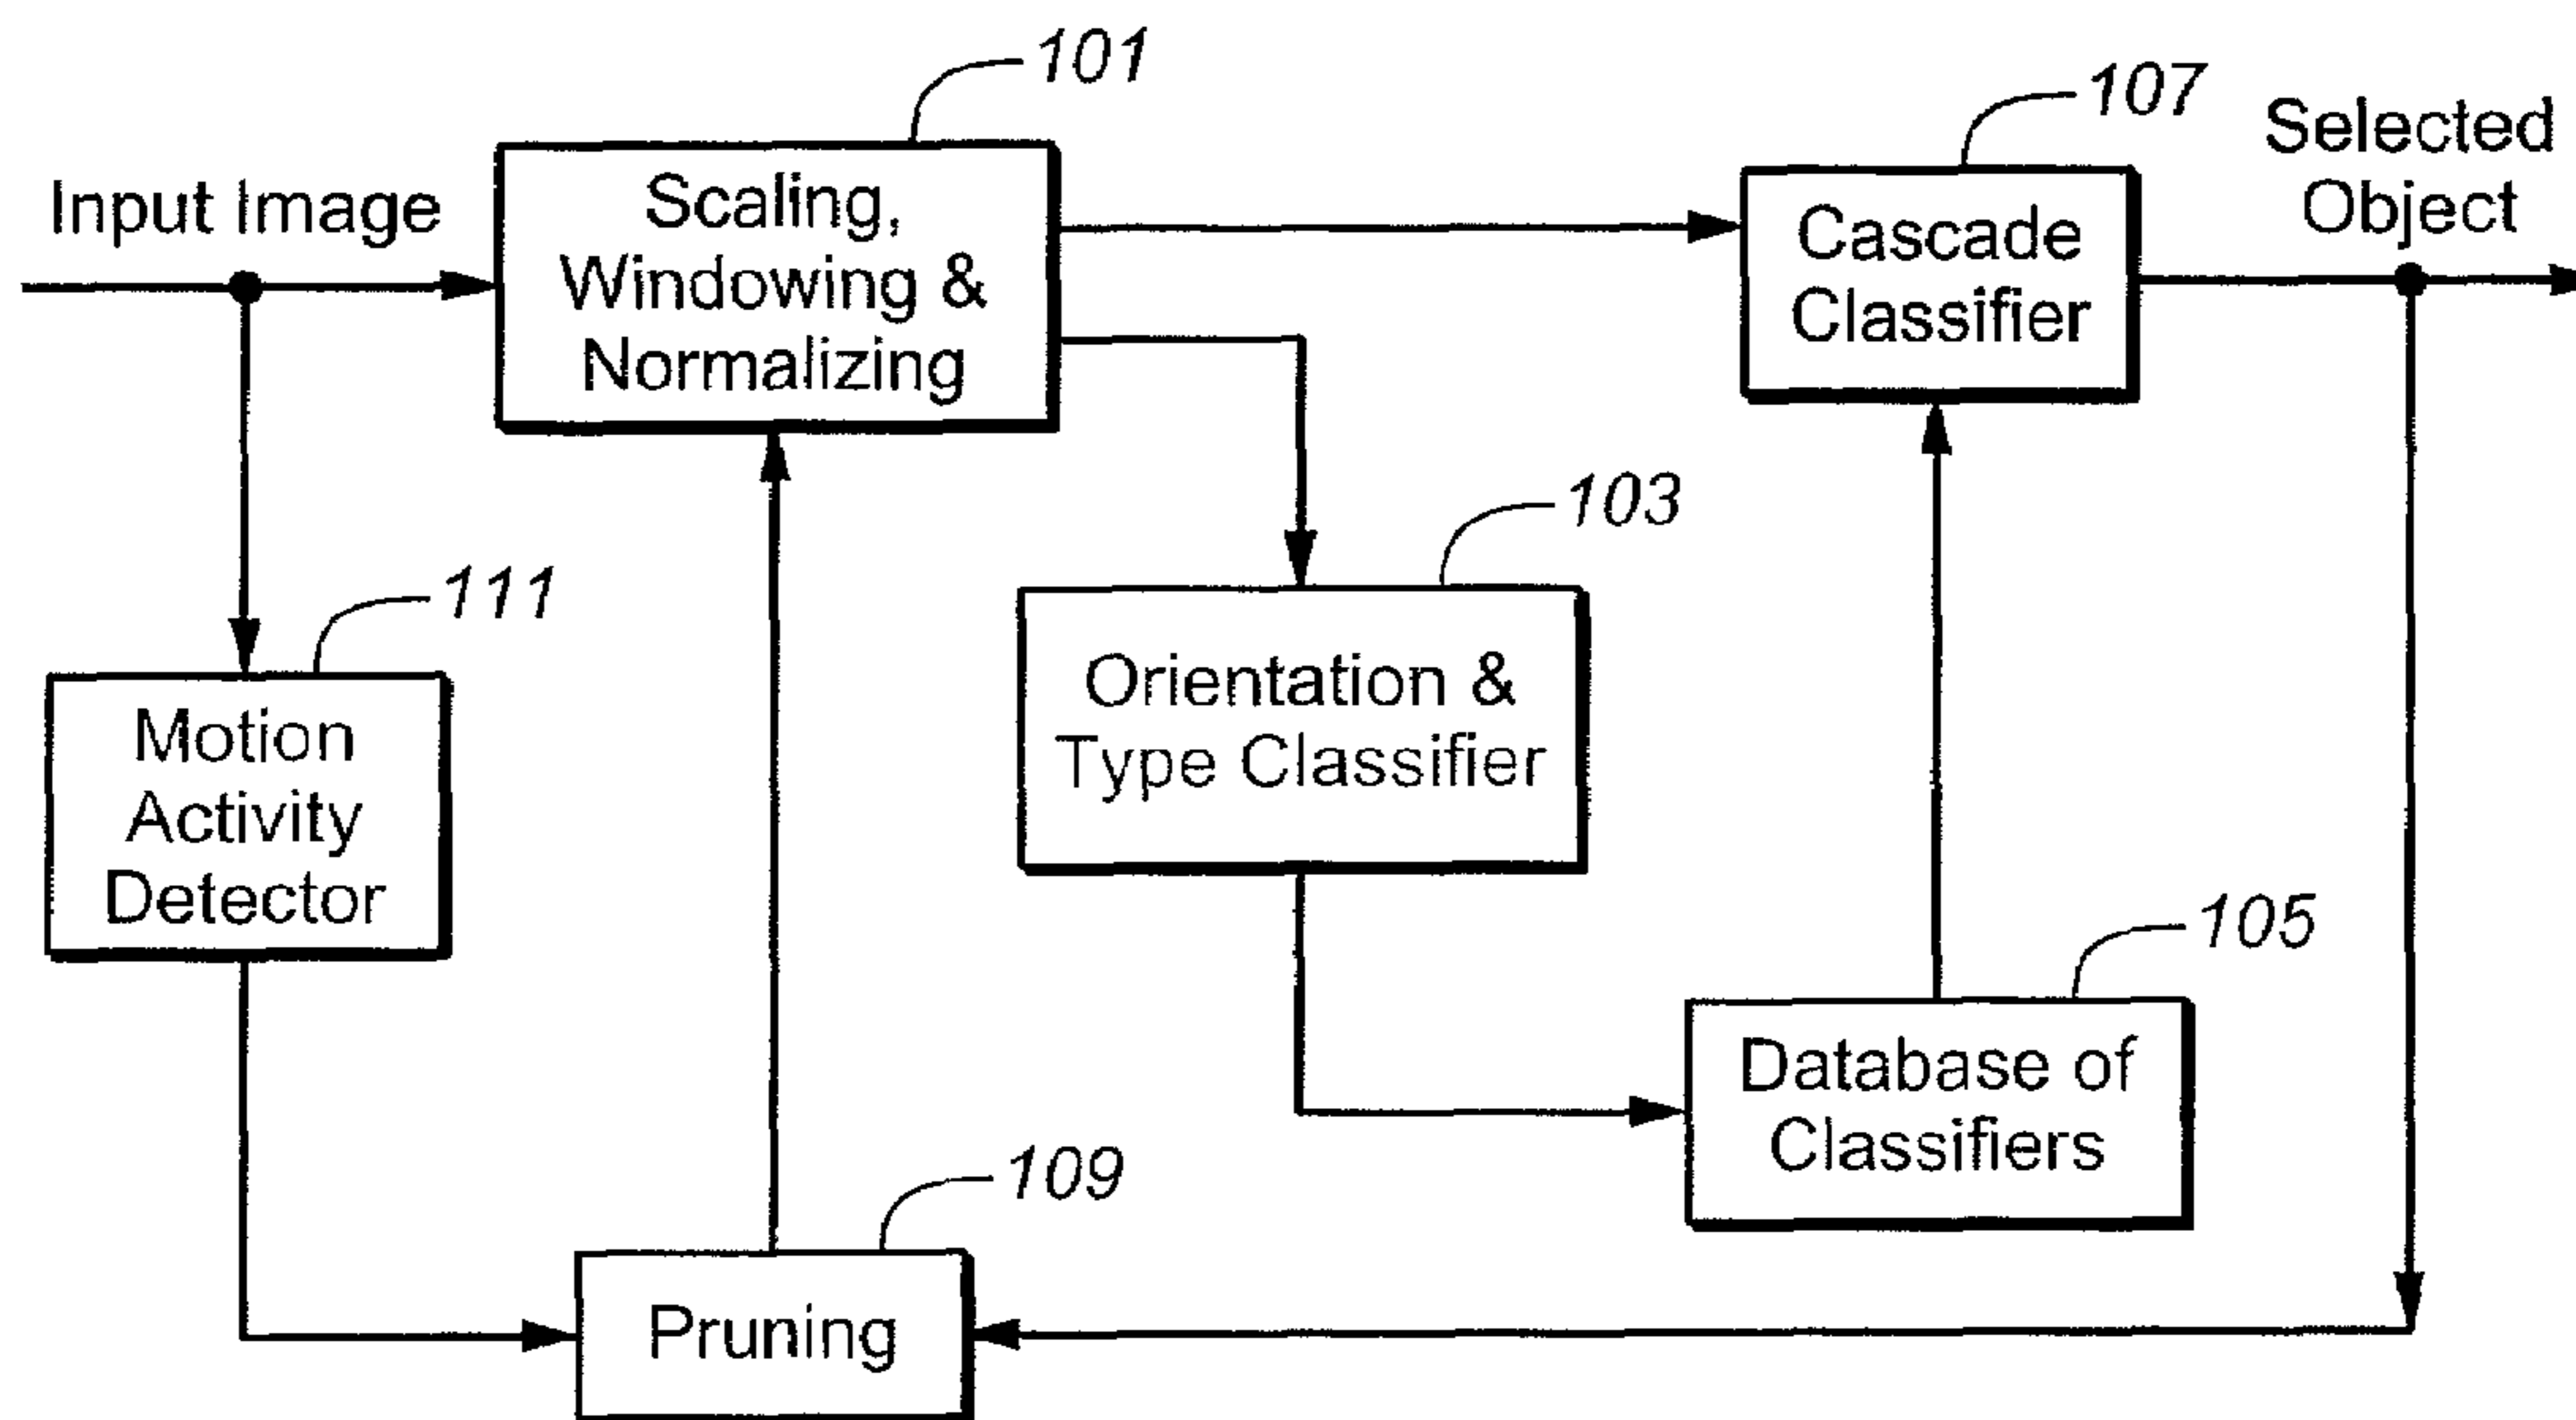 101
107
Selected
Object
Input Image
Scaling,
Windowing &
Normalizing
Cascade
Classifier
103
111
Orientation &
Type Classifier
Motion
Activity
Detector
105
Database of
Classifiers
109
Pruning